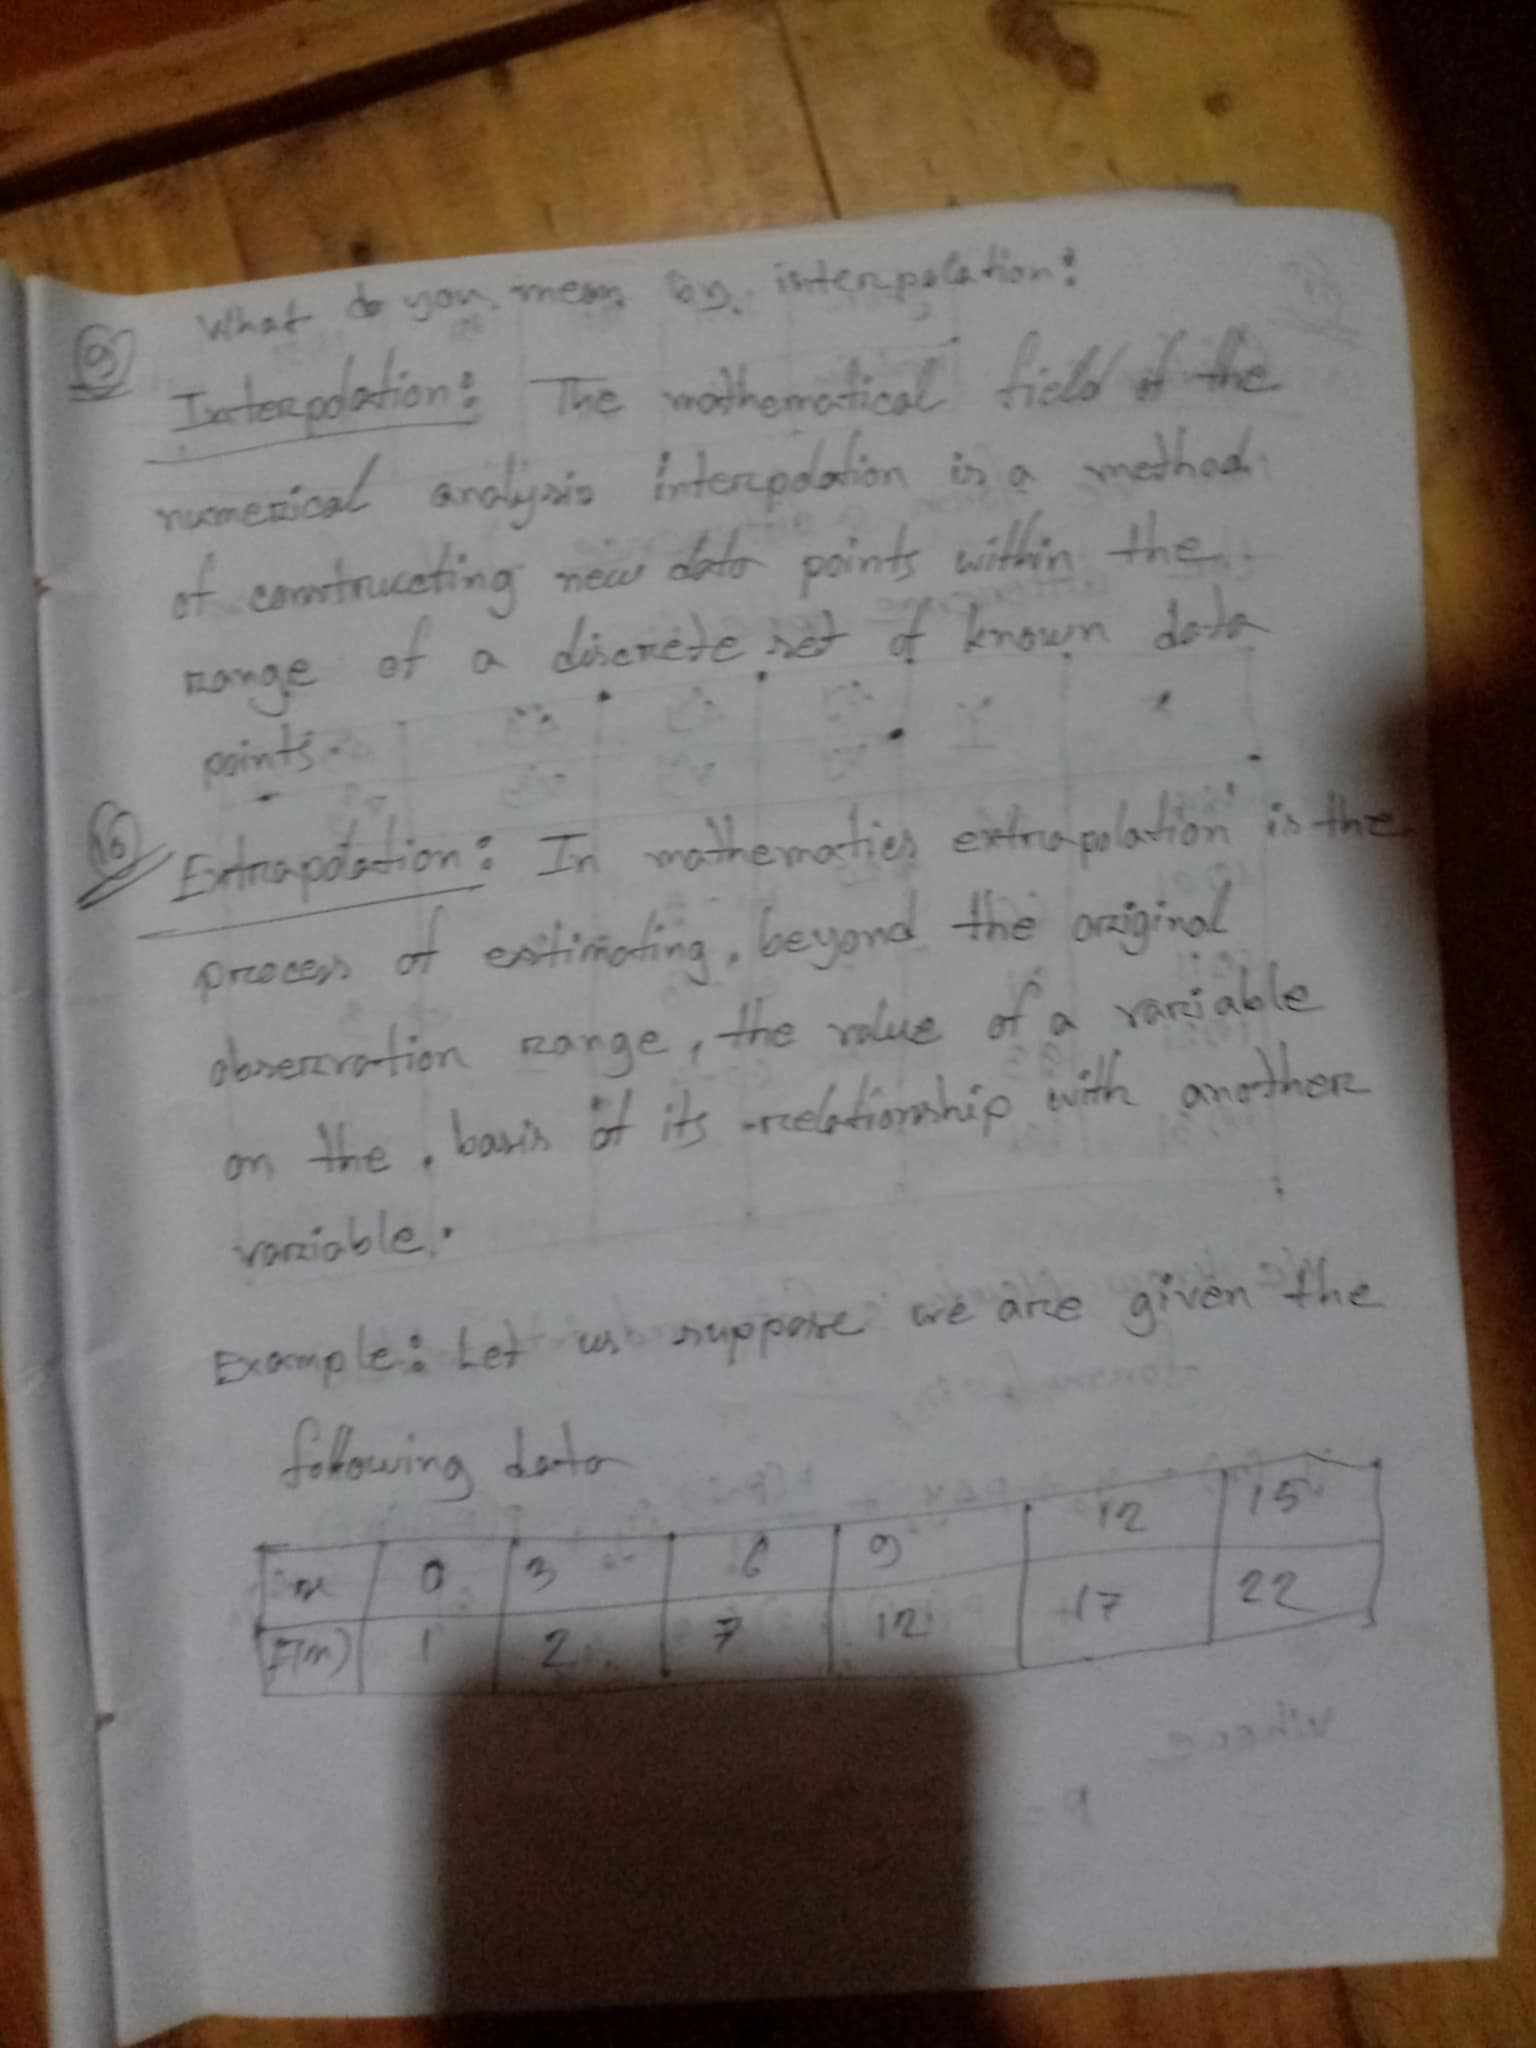 What do you mean by interpolation:
Interpolation: The mathematical field of the
numerical analysis interpolation is a method
of constructing new data points within the
range of a discrete set of known data
points.
Extrapolation: In mathematics extrapolation is the
process of estimating, beyond the original
observation range, the value of a variable
on the basis of its relationship with another
variable.
Example: Let us suppose we are given the
following data
x 0 3 6 9 12 15
F(x) 1 2 7 12 17 22